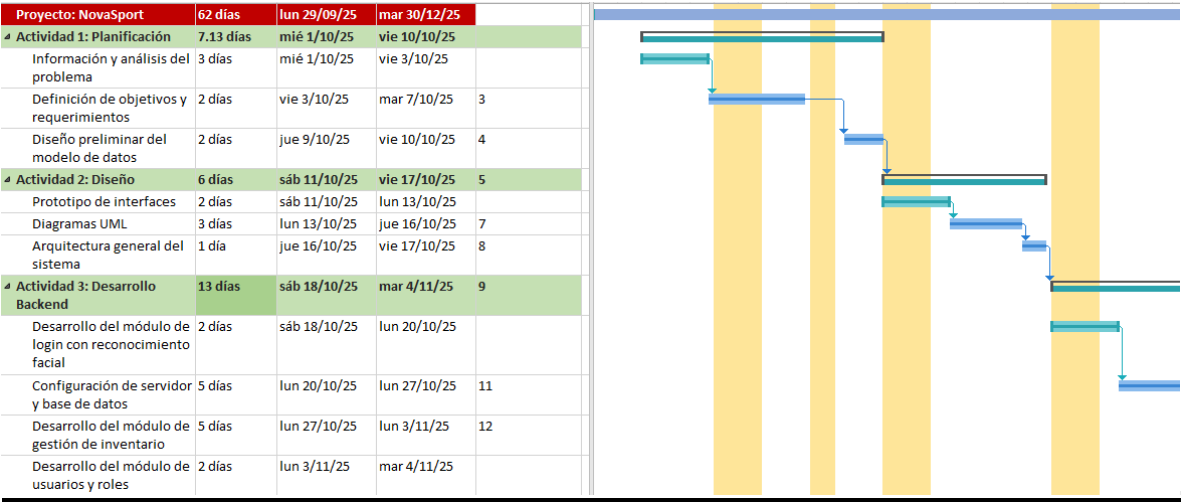 Proyecto: NovaSport 62 días lun 29/09/25 mar 30/12/25
Actividad 1: Planificación 7.13 días mié 1/10/25 vie 10/10/25
Información y análisis del 3 días mié 1/10/25 vie 3/10/25
problema
Definición de objetivos y 2 días vie 3/10/25 mar 7/10/25 3
requerimientos
Diseño preliminar del 2 días jue 9/10/25 vie 10/10/25 4
modelo de datos
Actividad 2: Diseño 6 días sáb 11/10/25 vie 17/10/25 5
Prototipo de interfaces 2 días sáb 11/10/25 lun 13/10/25
Diagramas UML 3 días lun 13/10/25 jue 16/10/25 7
Arquitectura general del 1 día jue 16/10/25 vie 17/10/25 8
sistema
Actividad 3: Desarrollo 13 días sáb 18/10/25 mar 4/11/25 9
Backend
Desarrollo del módulo de 2 días sáb 18/10/25 lun 20/10/25
login con reconocimiento
facial
Configuración de servidor 5 días lun 20/10/25 lun 27/10/25 11
y base de datos
Desarrollo del módulo de 5 días lun 27/10/25 lun 3/11/25 12
gestión de inventario
Desarrollo del módulo de 2 días lun 3/11/25 mar 4/11/25
usuarios y roles